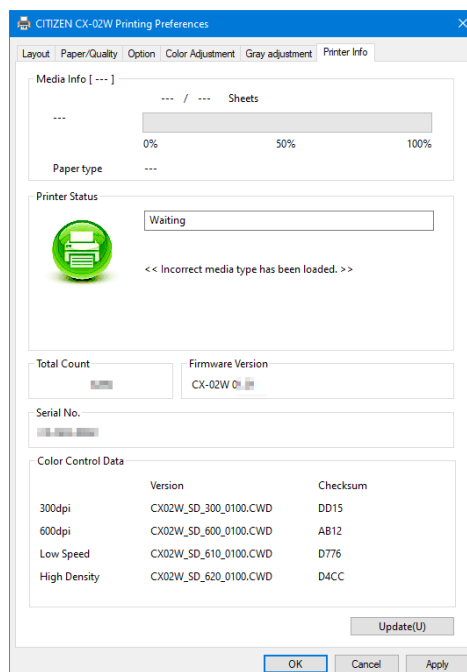 CITIZEN CX-02W Printing Preferences
Layout Paper/Quality Option Color Adjustment Gray adjustment Printer Info
Media Info [ --- ]
--- / --- Sheets
---
0% 50% 100%
Paper type ---
Printer Status
Waiting
<< Incorrect media type has been loaded. >>
Total Count Firmware Version
CX-02W
Serial No.
Color Control Data
Version Checksum
300dpi CX02W_SD_300_0100.CWD DD15
600dpi CX02W_SD_600_0100.CWD AB12
Low Speed CX02W_SD_610_0100.CWD D776
High Density CX02W_SD_620_0100.CWD D4CC
Update(U)
OK Cancel Apply